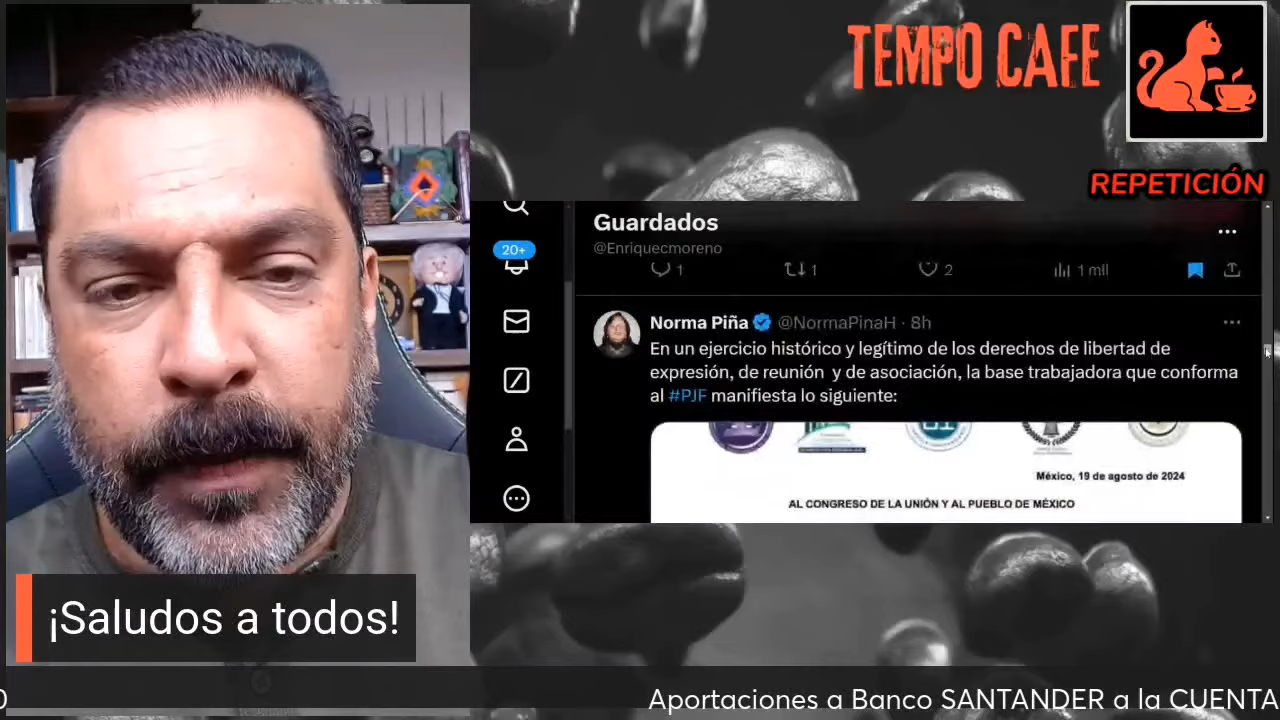 TEMPO CAFE
REPETICIÓN
Guardados
@Enriquecmoreno
20+
1
1
2
1 mil
Norma Piña @NormaPinaH · 8h
En un ejercicio histórico y legítimo de los derechos de libertad de
expresión, de reunión y de asociación, la base trabajadora que conforma
al #PJF manifiesta lo siguiente:
México, 19 de agosto de 2024
AL CONGRESO DE LA UNIÓN Y AL PUEBLO DE MÉXICO
¡Saludos a todos!
Aportaciones a Banco SANTANDER a la CUENTA